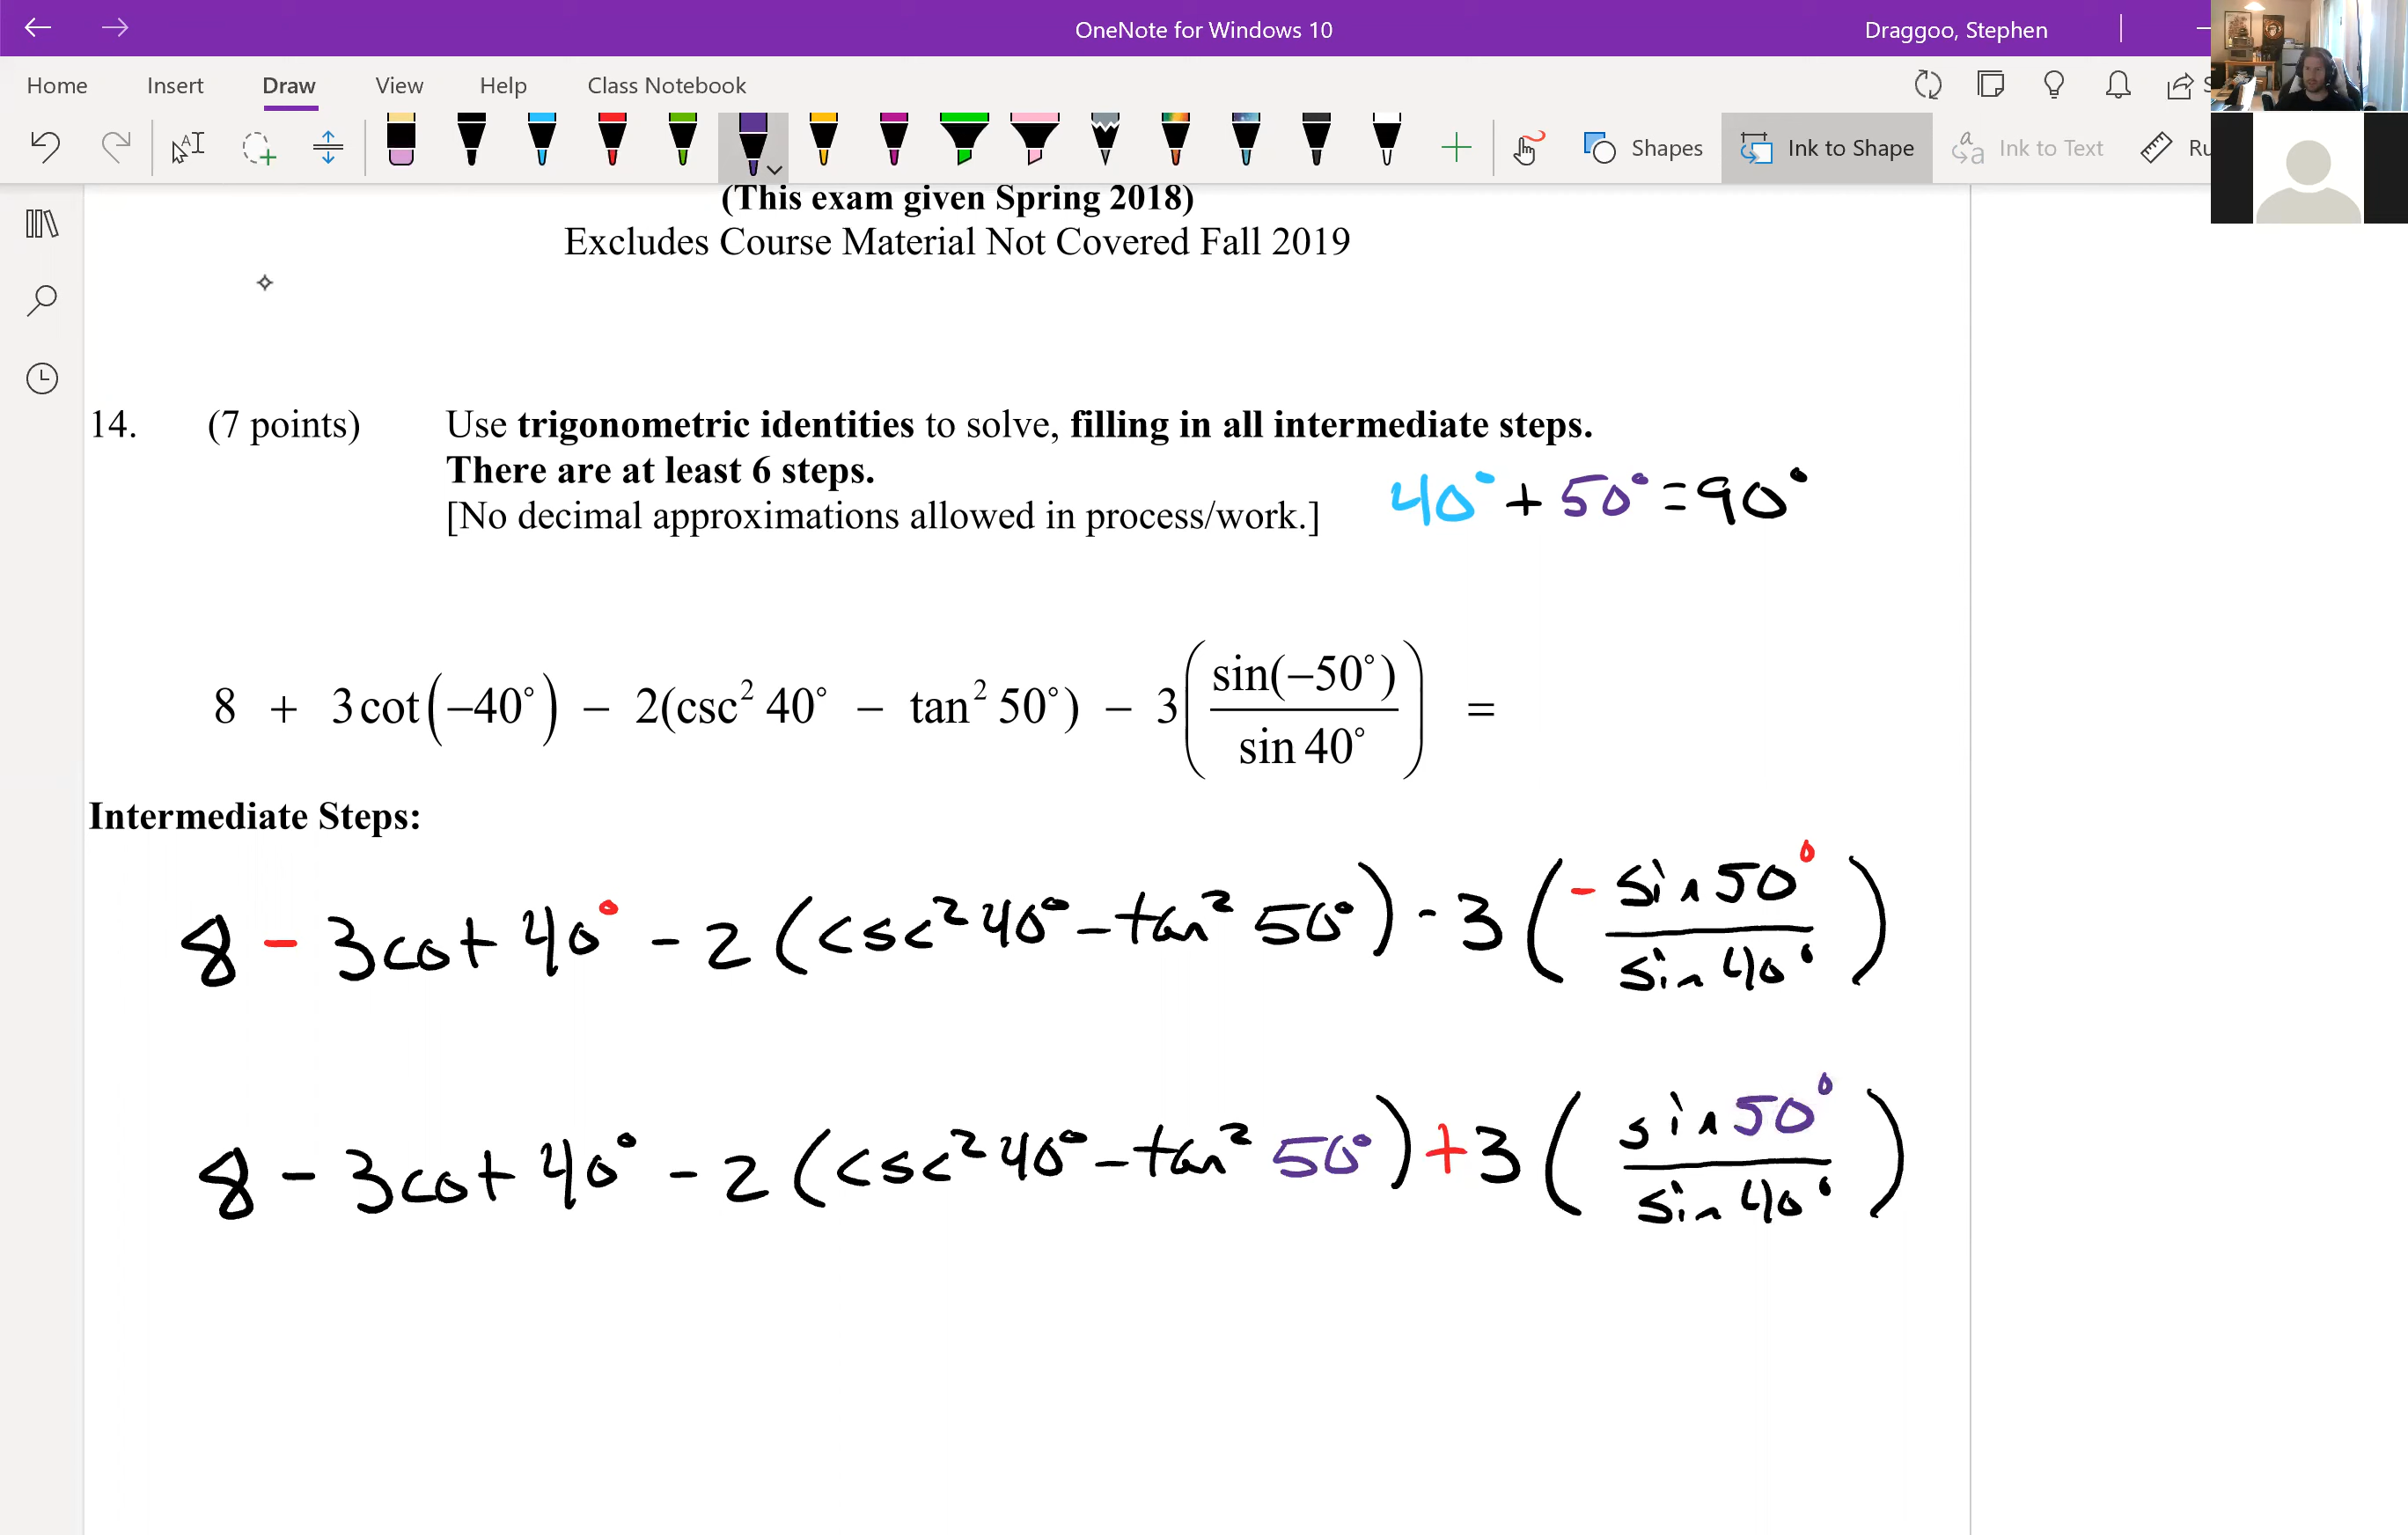 OneNote for Windows 10
Draggoo, Stephen
Home Insert Draw View Help Class Notebook S
Shapes Ink to Shape Ink to Text Ru
(This exam given Spring 2018)
Excludes Course Material Not Covered Fall 2019
14. (7 points) Use trigonometric identities to solve, filling in all intermediate steps.
There are at least 6 steps.
[No decimal approximations allowed in process/work.]
40° + 50° = 90°
8 + 3cot(−40°) − 2(csc² 40° − tan² 50°) − 3(sin(−50°)/sin 40°) =
Intermediate Steps:
8 - 3cot 40° - 2 (csc² 40° - tan² 50°) - 3 (- sin 50°/sin 40°)
8 - 3cot 40° - 2 (csc² 40° - tan² 50°) + 3 (sin 50°/sin 40°)